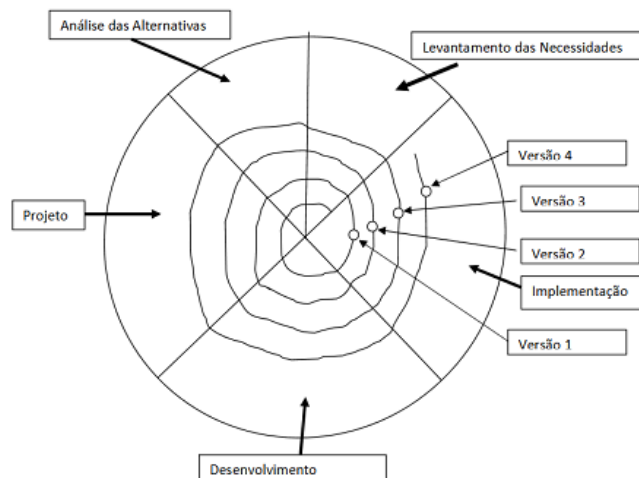 Análise das Alternativas
Levantamento das Necessidades
Versão 4
Versão 3
Projeto
Versão 2
Implementação
Versão 1
Desenvolvimento